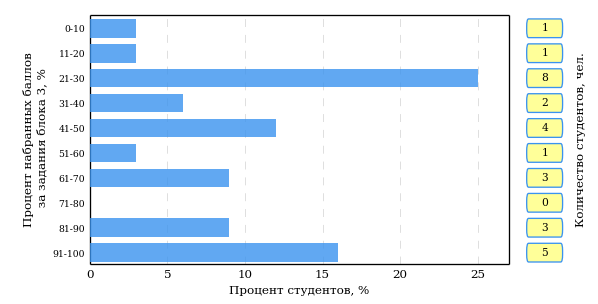 Процент набранных баллов
за задания блока 3, %
0-10 1
11-20 1
21-30 8
31-40 2
41-50 4
51-60 1
61-70 3
71-80 0
81-90 3
91-100 5
0 5 10 15 20 25
Процент студентов, %
Количество студентов, чел.